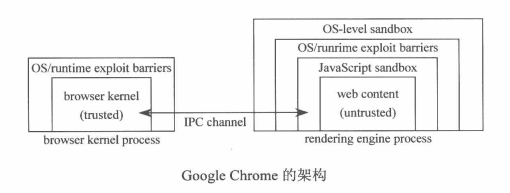 OS-level sandbox
OS/runtime exploit barriers
OS/runrime exploit barriers
JavaScript sandbox
browser kernel
(trusted)
web content
(untrusted)
IPC channel
browser kernel process
rendering engine process
Google Chrome 的架构